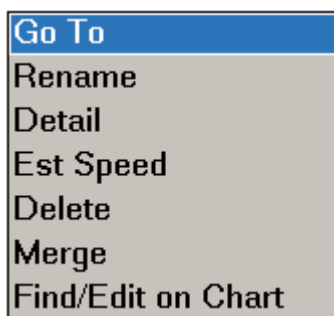 Go To
Rename
Detail
Est Speed
Delete
Merge
Find/Edit on Chart